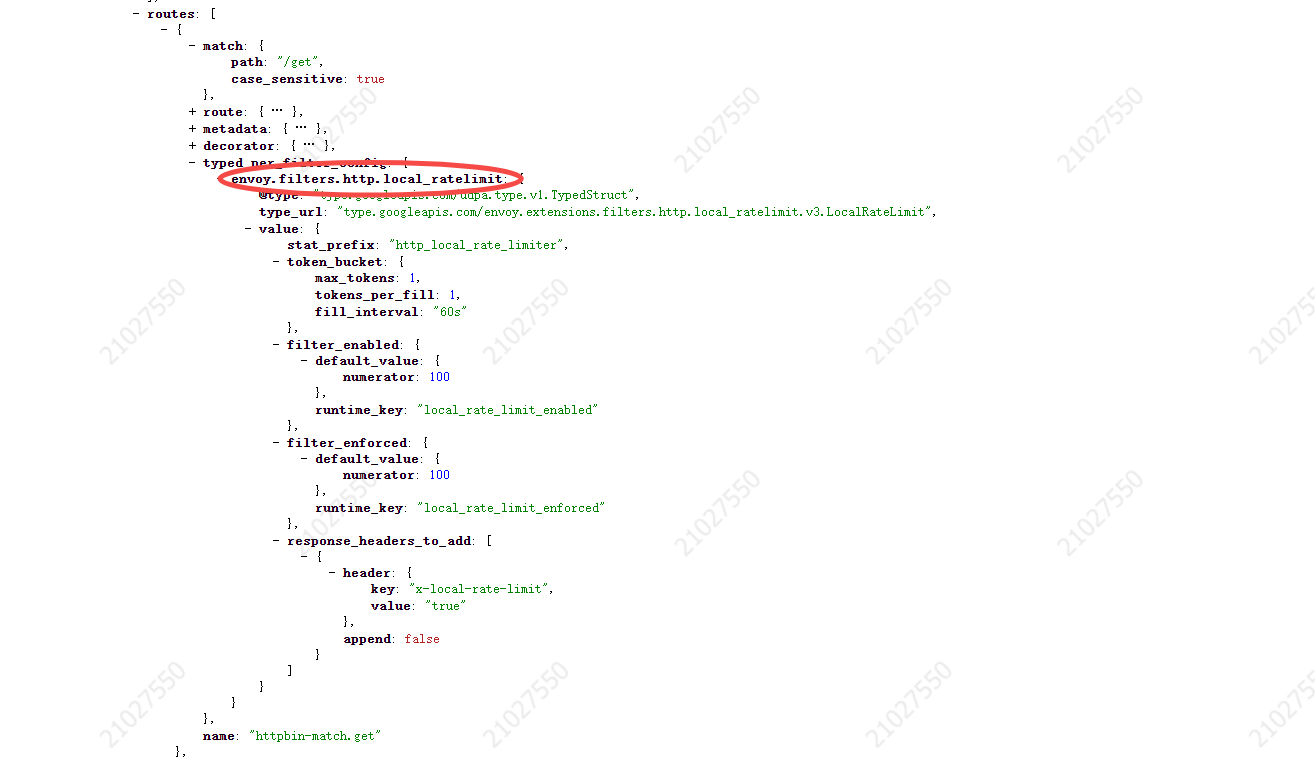 - routes: [
- {
- match: {
path: "/get",
case_sensitive: true
},
+ route: { ⋯ },
+ metadata: { ⋯ },
+ decorator: { ⋯ },
- typed_per_filter_config: {
envoy.filters.http.local_ratelimit: {
@type: "type.googleapis.com/udpa.type.v1.TypedStruct",
type_url: "type.googleapis.com/envoy.extensions.filters.http.local_ratelimit.v3.LocalRateLimit",
- value: {
stat_prefix: "http_local_rate_limiter",
- token_bucket: {
max_tokens: 1,
tokens_per_fill: 1,
fill_interval: "60s"
},
- filter_enabled: {
- default_value: {
numerator: 100
},
runtime_key: "local_rate_limit_enabled"
},
- filter_enforced: {
- default_value: {
numerator: 100
},
runtime_key: "local_rate_limit_enforced"
},
- response_headers_to_add: [
- {
- header: {
key: "x-local-rate-limit",
value: "true"
},
append: false
}
]
}
}
},
name: "httpbin-match.get"
},
21027550
21027550
21027550
21027550
21027550
21027550
21027550
21027550
21027550
21027550
21027550
21027550
21027550
21027550